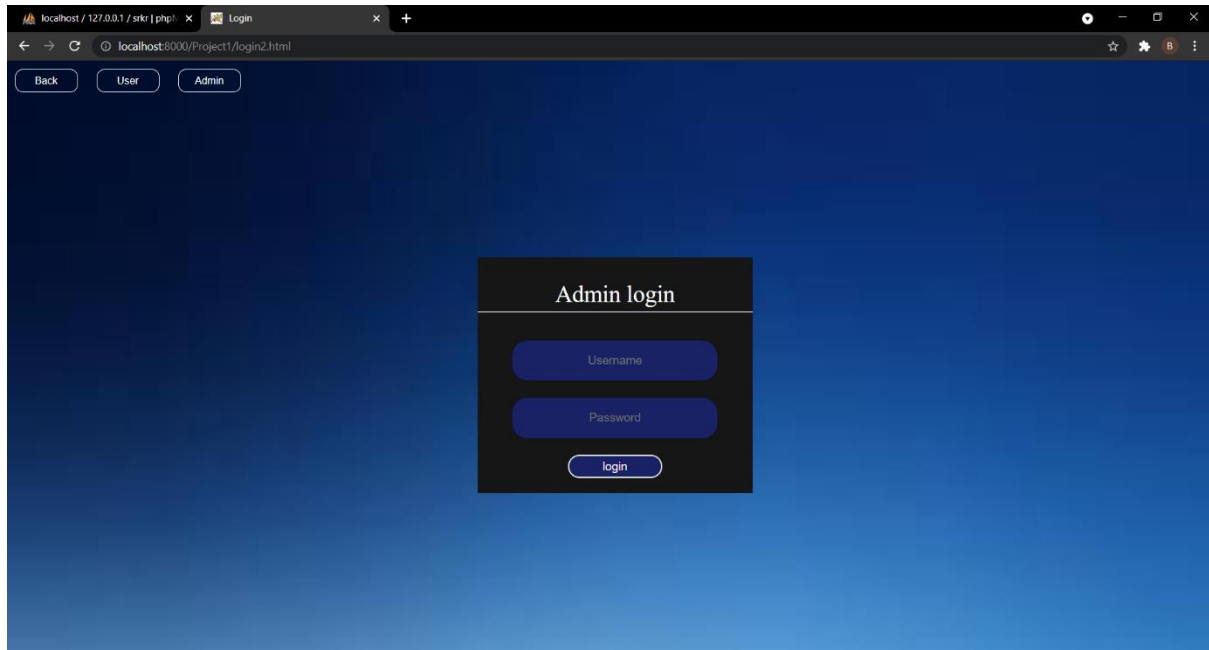 localhost / 127.0.0.1 / srkr | php
Login
localhost:8000/Project1/login2.html
B
Back
User
Admin
Admin login
Username
Password
login